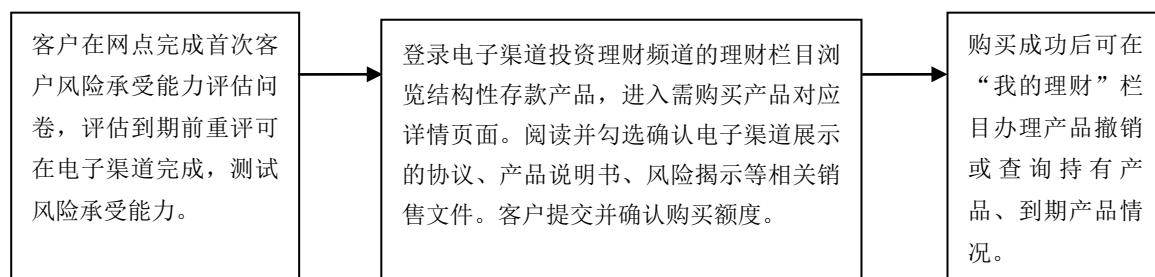 客户在网点完成首次客
户风险承受能力评估问
卷，评估到期前重评可
在电子渠道完成，测试
风险承受能力。
登录电子渠道投资理财频道的理财栏目浏
览结构性存款产品，进入需购买产品对应
详情页面。阅读并勾选确认电子渠道展示
的协议、产品说明书、风险揭示等相关销
售文件。客户提交并确认购买额度。
购买成功后可在
“我的理财”栏
目办理产品撤销
或查询持有产
品、到期产品情
况。